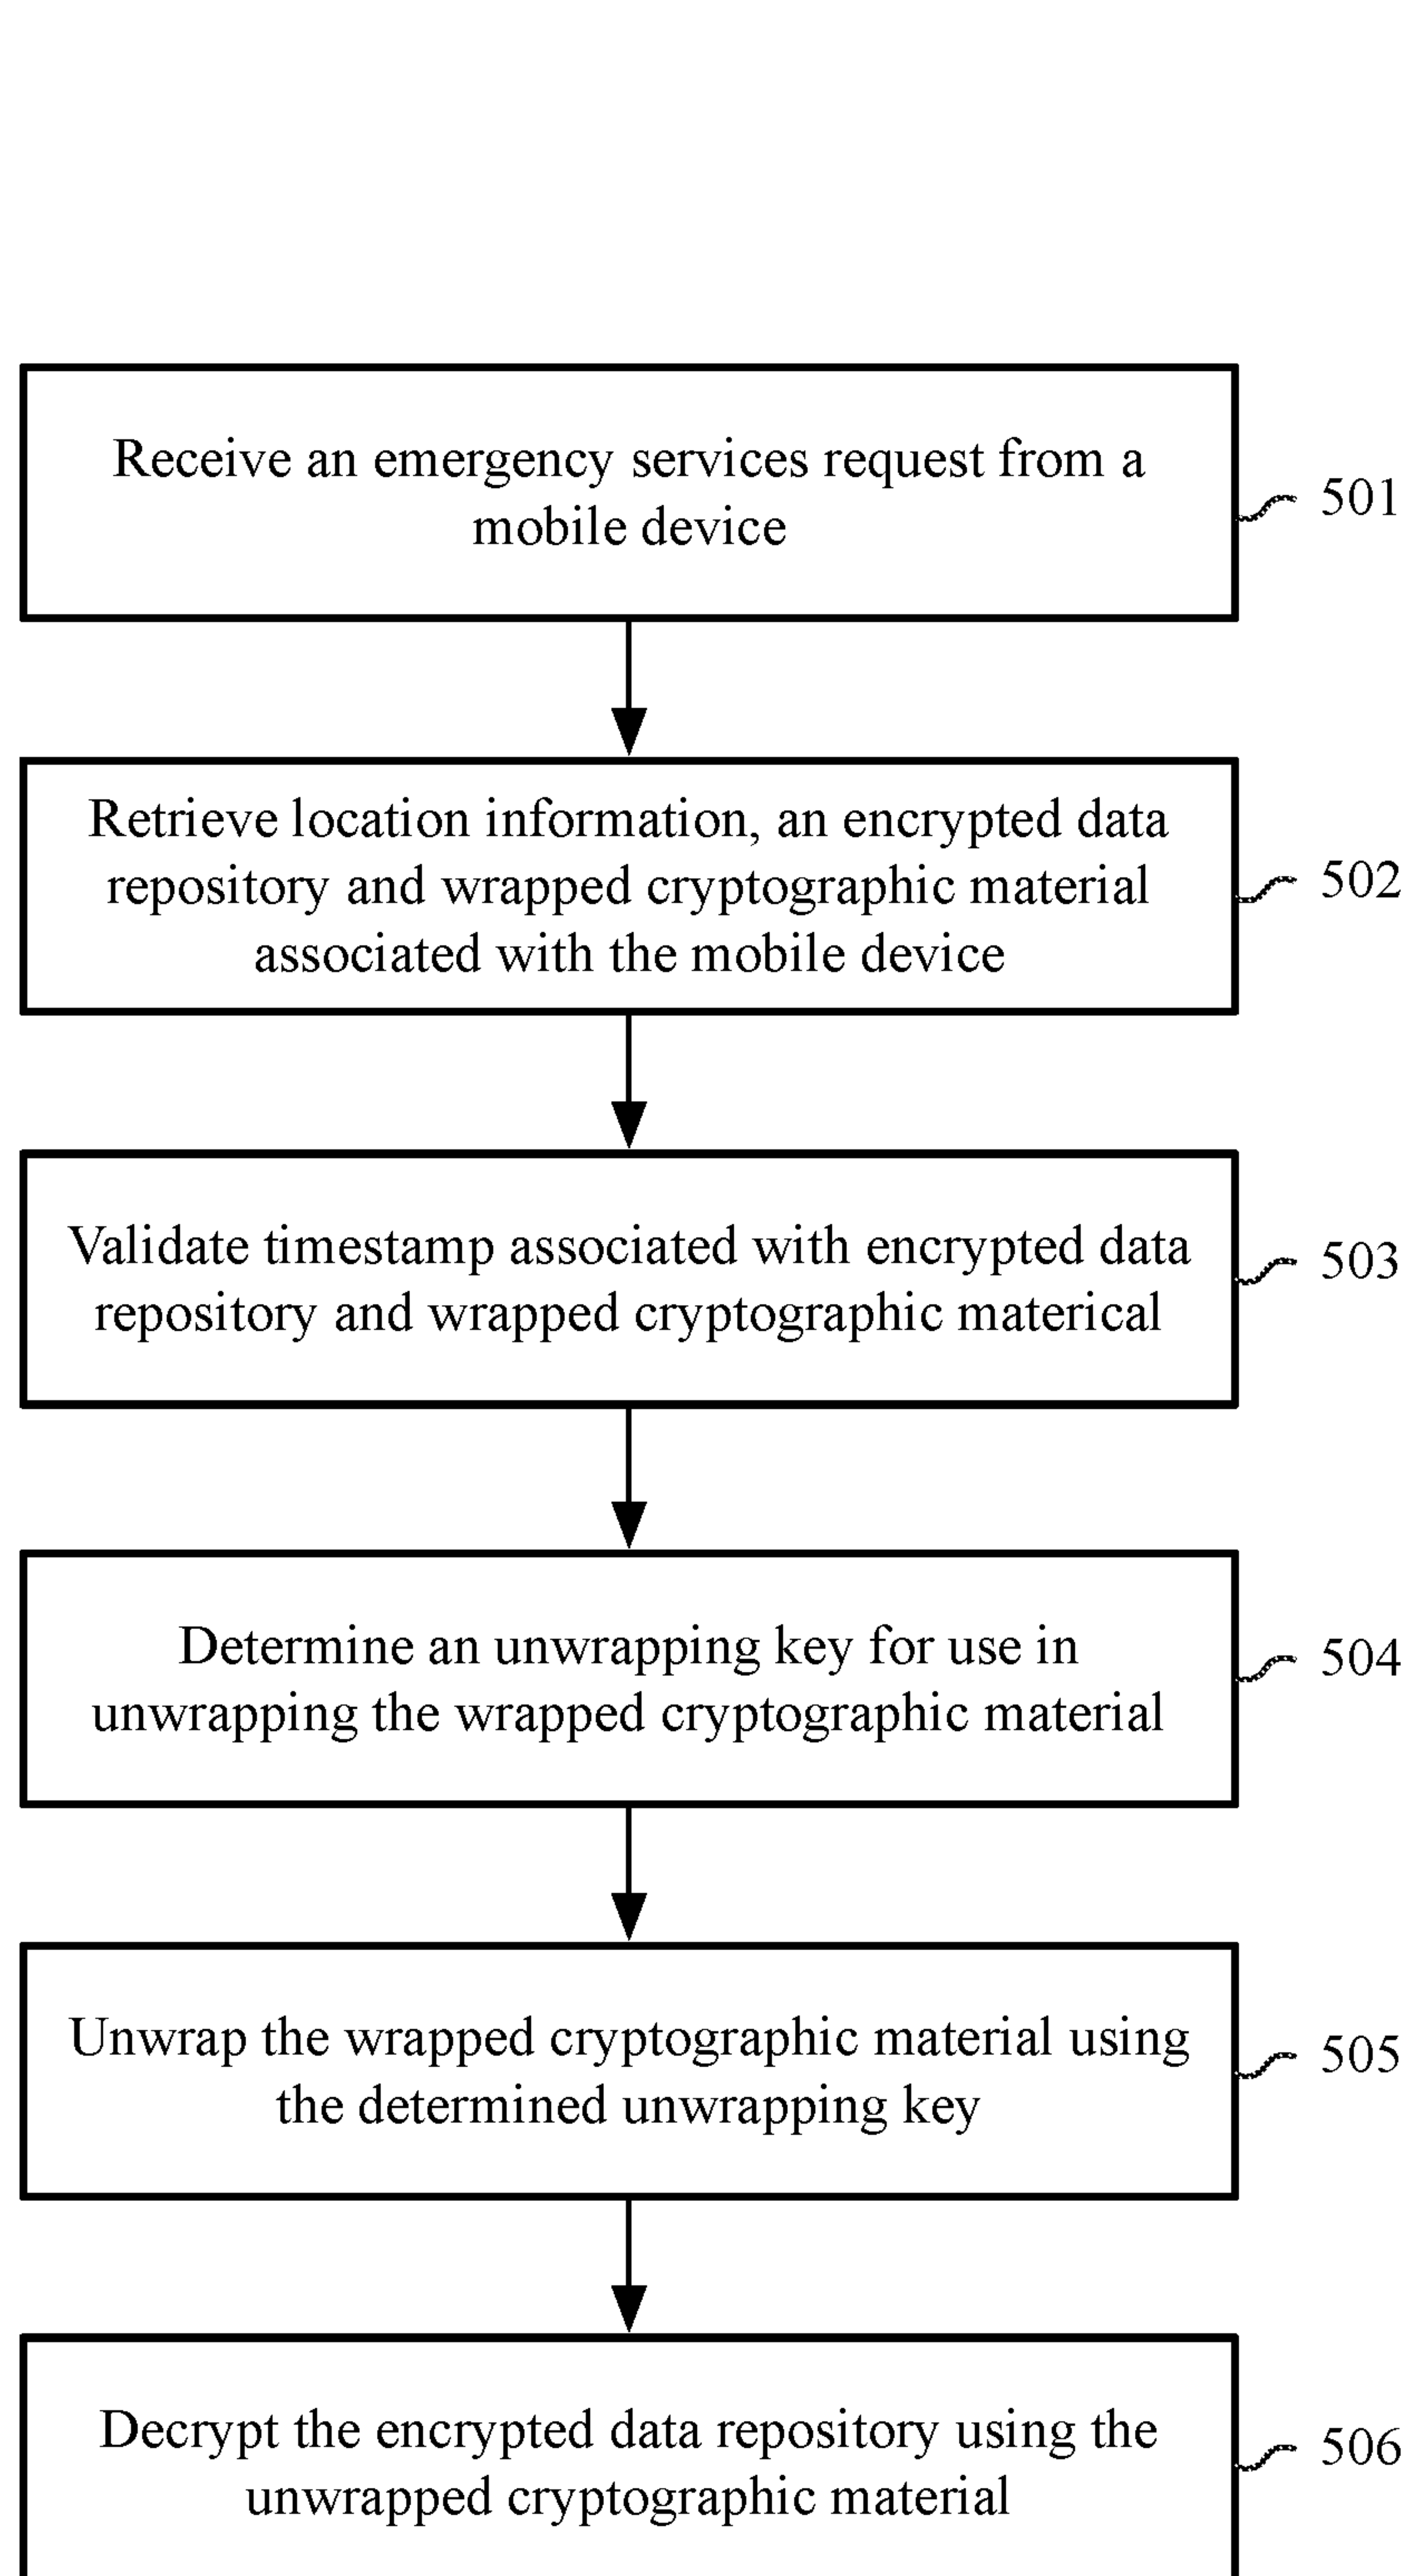 Receive an emergency services request from a
mobile device
501
Retrieve location information, an encrypted data
repository and wrapped cryptographic material
associated with the mobile device
502
Validate timestamp associated with encrypted data
repository and wrapped cryptographic materical
503
Determine an unwrapping key for use in
unwrapping the wrapped cryptographic material
504
Unwrap the wrapped cryptographic material using
the determined unwrapping key
505
Decrypt the encrypted data repository using the
unwrapped cryptographic material
506